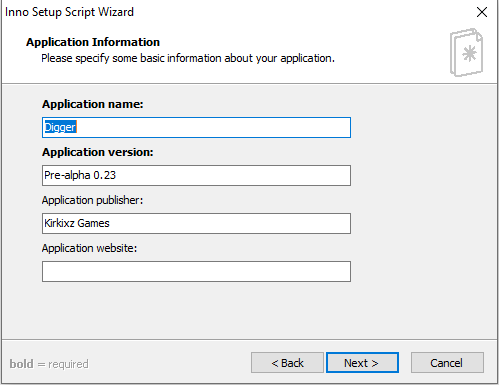 Inno Setup Script Wizard
Application Information
Please specify some basic information about your application.
Application name:
Digger
Application version:
Pre-alpha 0.23
Application publisher:
Kirkixz Games
Application website:
bold = required
< Back
Next >
Cancel